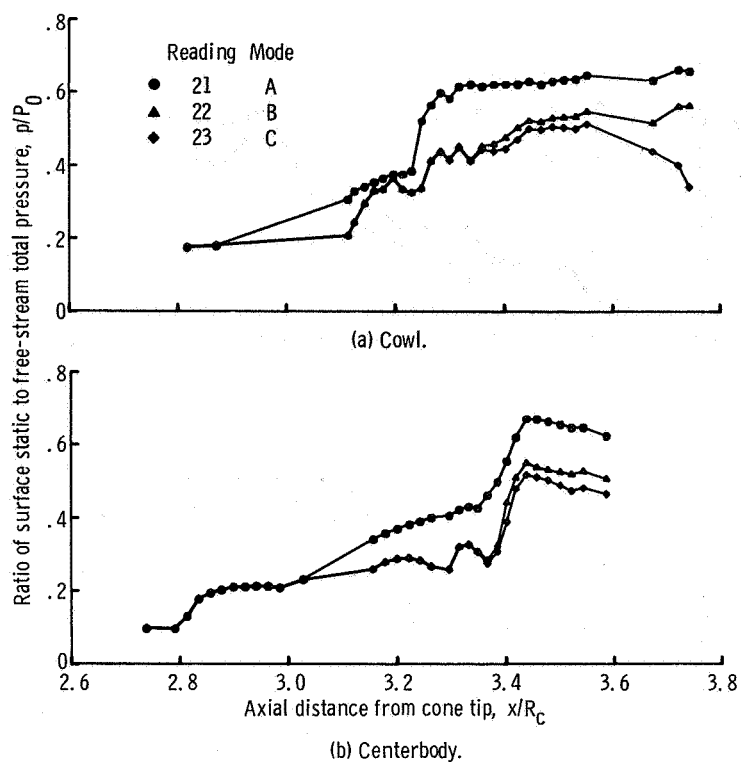 Ratio of surface static to free-stream total pressure, p/P0
.8
.6
.4
.2
0
Reading Mode
21 A
22 B
23 C
(a) Cowl.
.8
.6
.4
.2
0
2.6 2.8 3.0 3.2 3.4 3.6 3.8
Axial distance from cone tip, x/RC
(b) Centerbody.